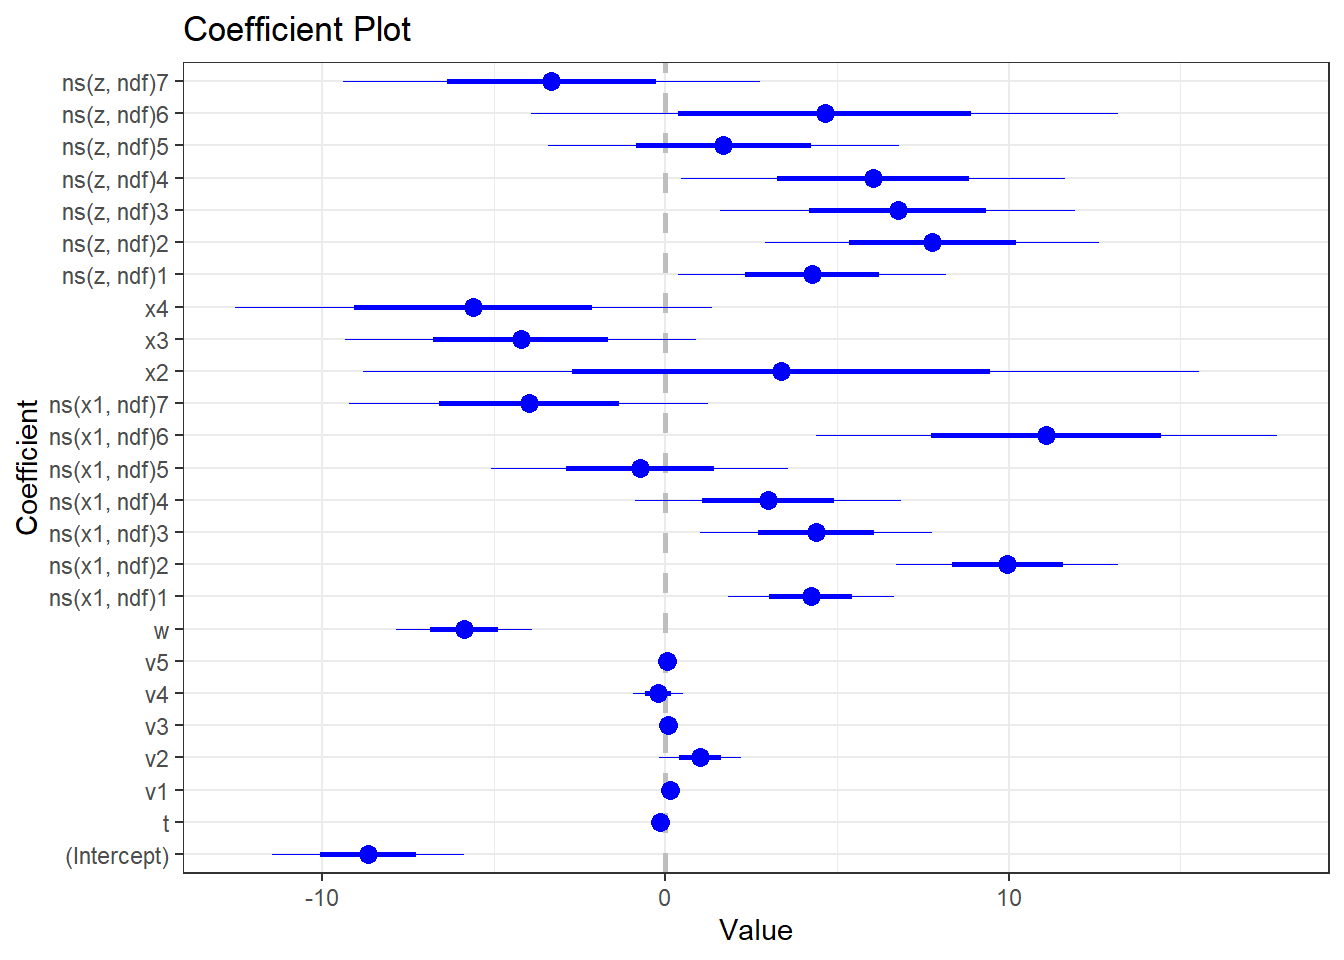 Coefficient Plot
ns(z, ndf)7
ns(z, ndf)6
ns(z, ndf)5
ns(z, ndf)4
ns(z, ndf)3
ns(z, ndf)2
ns(z, ndf)1
x4
x3
x2
ns(x1, ndf)7
ns(x1, ndf)6
ns(x1, ndf)5
ns(x1, ndf)4
ns(x1, ndf)3
ns(x1, ndf)2
ns(x1, ndf)1
w
v5
v4
v3
v2
v1
t
(Intercept)
Coefficient
-10 0 10
Value